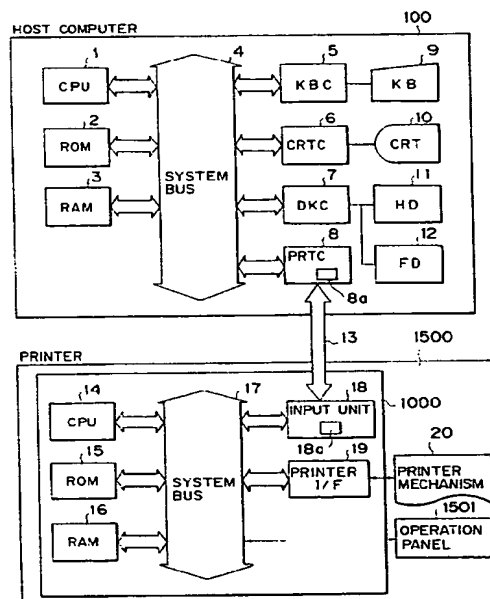 HOST COMPUTER
100
1
CPU
4
5
KBC
9
KB
2
ROM
6
CRTC
10
CRT
3
RAM
SYSTEM
BUS
7
DKC
11
HD
8
PRTC
8a
12
FD
13
1500
PRINTER
14
CPU
17
18
INPUT UNIT
18a
1000
15
ROM
SYSTEM
BUS
19
PRINTER
I/F
20
PRINTER
MECHANISM
16
RAM
1501
OPERATION
PANEL